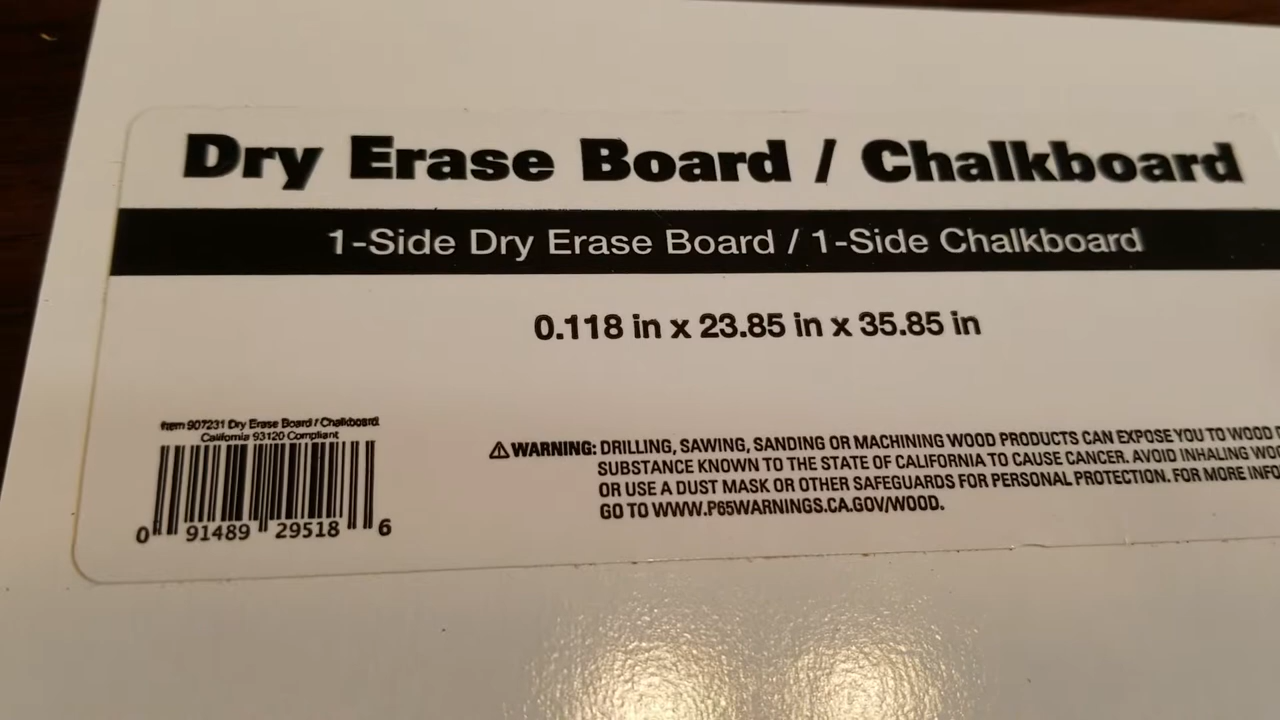 Dry Erase Board / Chalkboard
1-Side Dry Erase Board / 1-Side Chalkboard
0.118 in x 23.85 in x 35.85 in
Item 907231 Dry Erase Board / Chalkboard
California 93120 Compliant
0 91489 29518 6
⚠WARNING: DRILLING, SAWING, SANDING OR MACHINING WOOD PRODUCTS CAN EXPOSE YOU TO WOOD
SUBSTANCE KNOWN TO THE STATE OF CALIFORNIA TO CAUSE CANCER. AVOID INHALING
OR USE A DUST MASK OR OTHER SAFEGUARDS FOR PERSONAL PROTECTION. FOR MORE
GO TO WWW.P65WARNINGS.CA.GOV/WOOD.